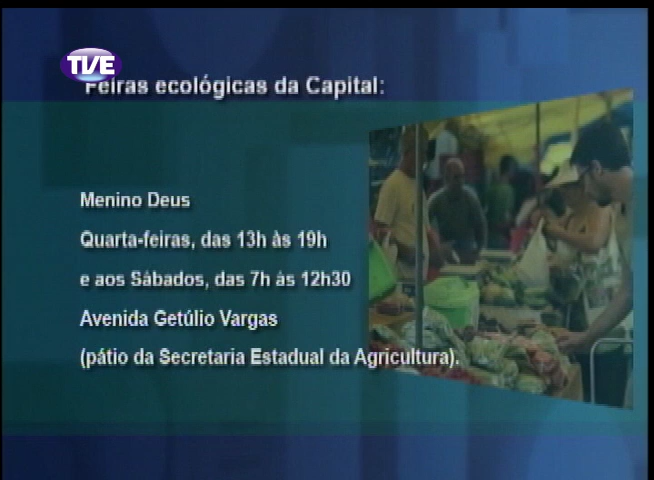 TVE
Feiras ecológicas da Capital:
Menino Deus
Quarta-feiras, das 13h às 19h
e aos Sábados, das 7h às 12h30
Avenida Getúlio Vargas
(pátio da Secretaria Estadual da Agricultura).